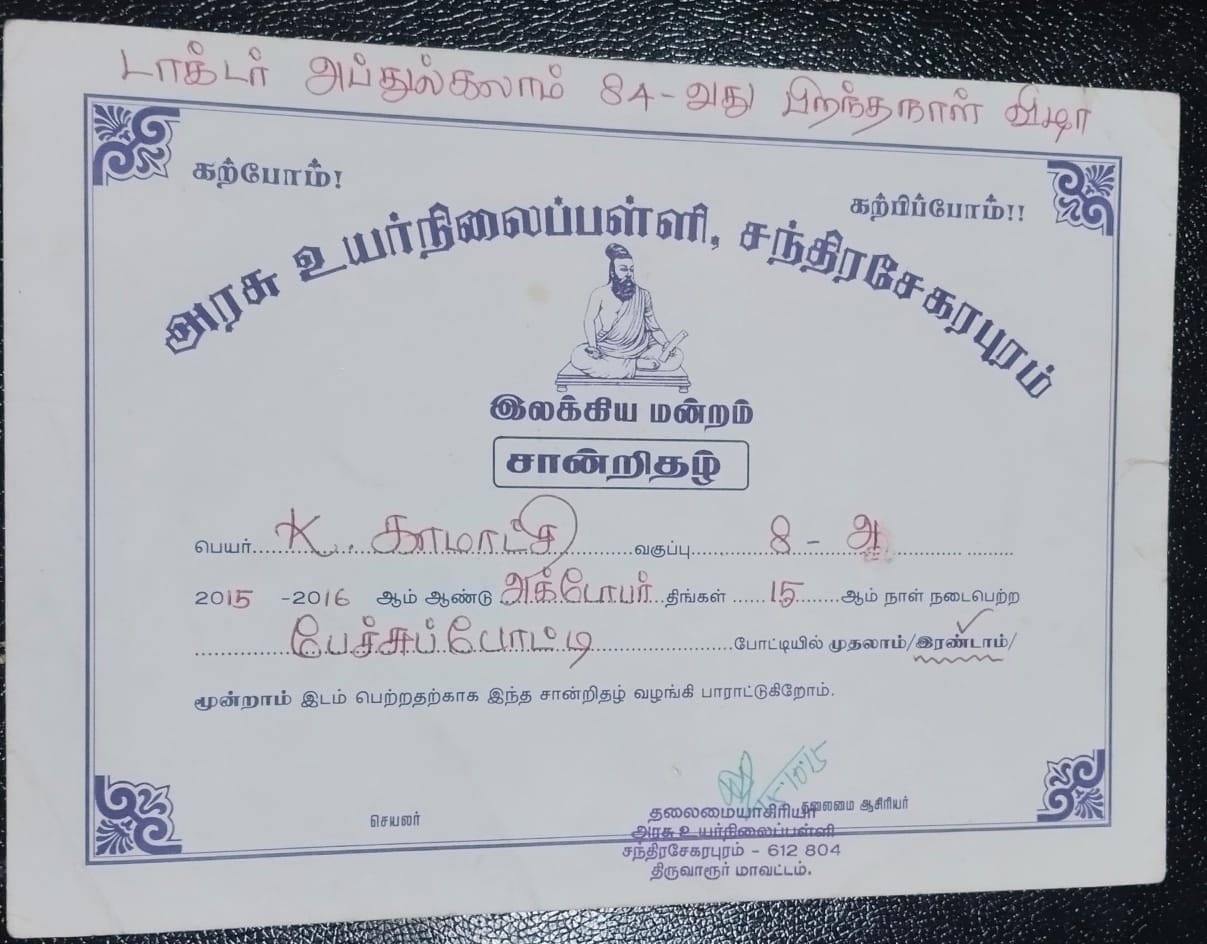 டாக்டர் அப்துல்கலாம் 84-வது பிறந்தநாள் விழா
கற்போம்!
கற்பிப்போம்!!
அரசு உயர்நிலைப்பள்ளி, சந்திரசேகரபுரம்
இலக்கிய மன்றம்
சான்றிதழ்
பெயர்.....K. காமாட்சி.....வகுப்பு.....8 - ஆ.....
2015 -2016 ஆம் ஆண்டு அக்டோபர் திங்கள் ......15......ஆம் நாள் நடைபெற்ற
.....பேச்சுப்போட்டி.....போட்டியில் முதலாம்/இரண்டாம்/
மூன்றாம் இடம் பெற்றதற்காக இந்த சான்றிதழ் வழங்கி பாராட்டுகிறோம்.
15.10.15
செயலர்
தலைமை ஆசிரியர்
தலைமையாசிரியர்
அரசு உயர்நிலைப்பள்ளி
சந்திரசேகரபுரம் - 612 804
திருவாரூர் மாவட்டம்.